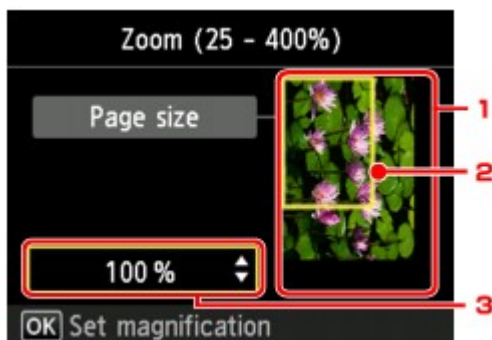 Zoom (25 - 400%)
Page size
1
2
100 %
3
OK Set magnification